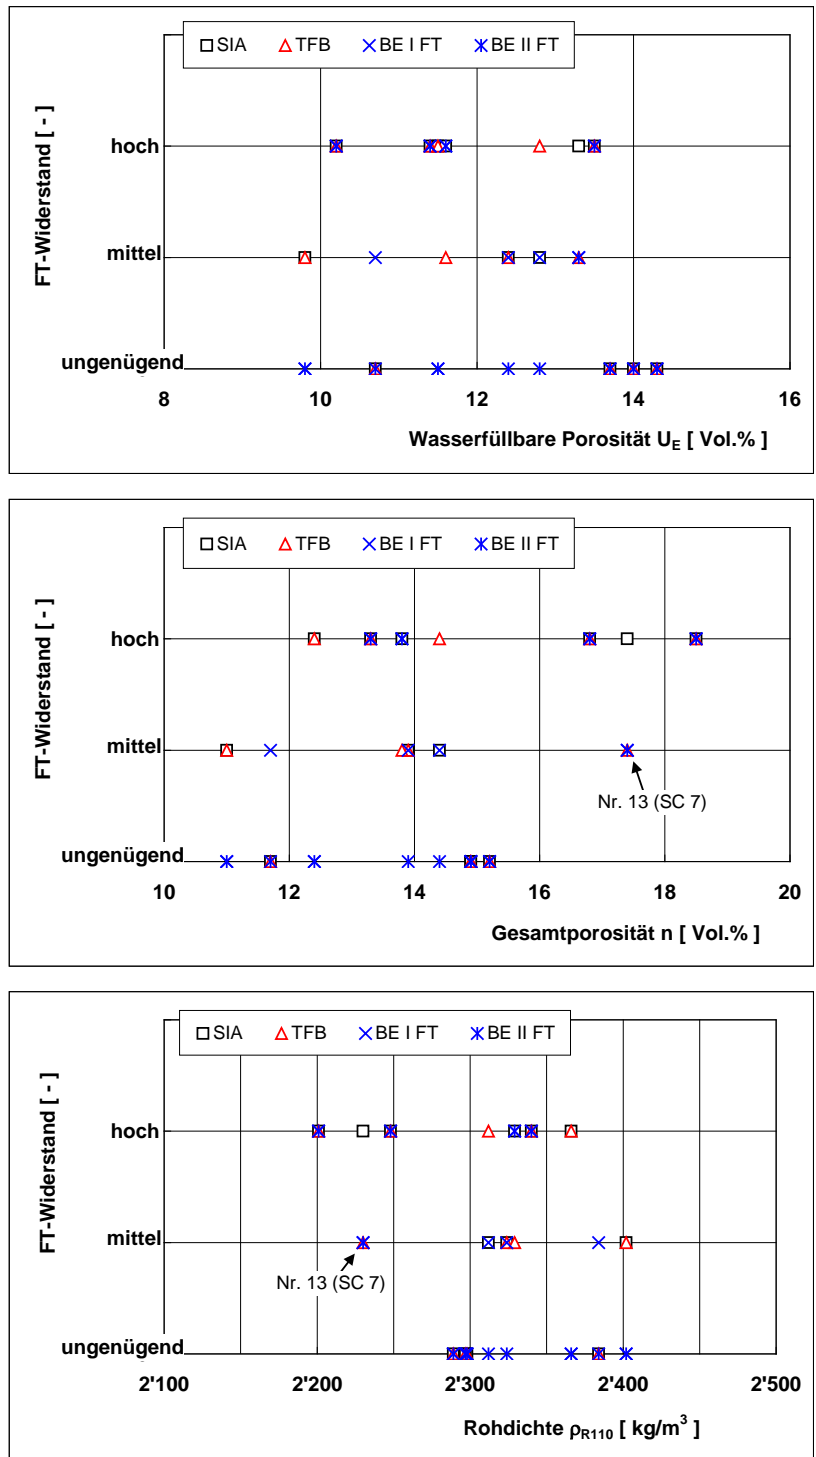 SIA TFB BE I FT BE II FT
FT-Widerstand [ - ]
hoch
mittel
ungenügend
8 10 12 14 16
Wasserfüllbare Porosität UE [ Vol.% ]
SIA TFB BE I FT BE II FT
FT-Widerstand [ - ]
hoch
mittel
Nr. 13 (SC 7)
ungenügend
10 12 14 16 18 20
Gesamtporosität n [ Vol.% ]
SIA TFB BE I FT BE II FT
FT-Widerstand [ - ]
hoch
mittel
Nr. 13 (SC 7)
ungenügend
2'100 2'200 2'300 2'400 2'500
Rohdichte ρR110 [ kg/m³ ]